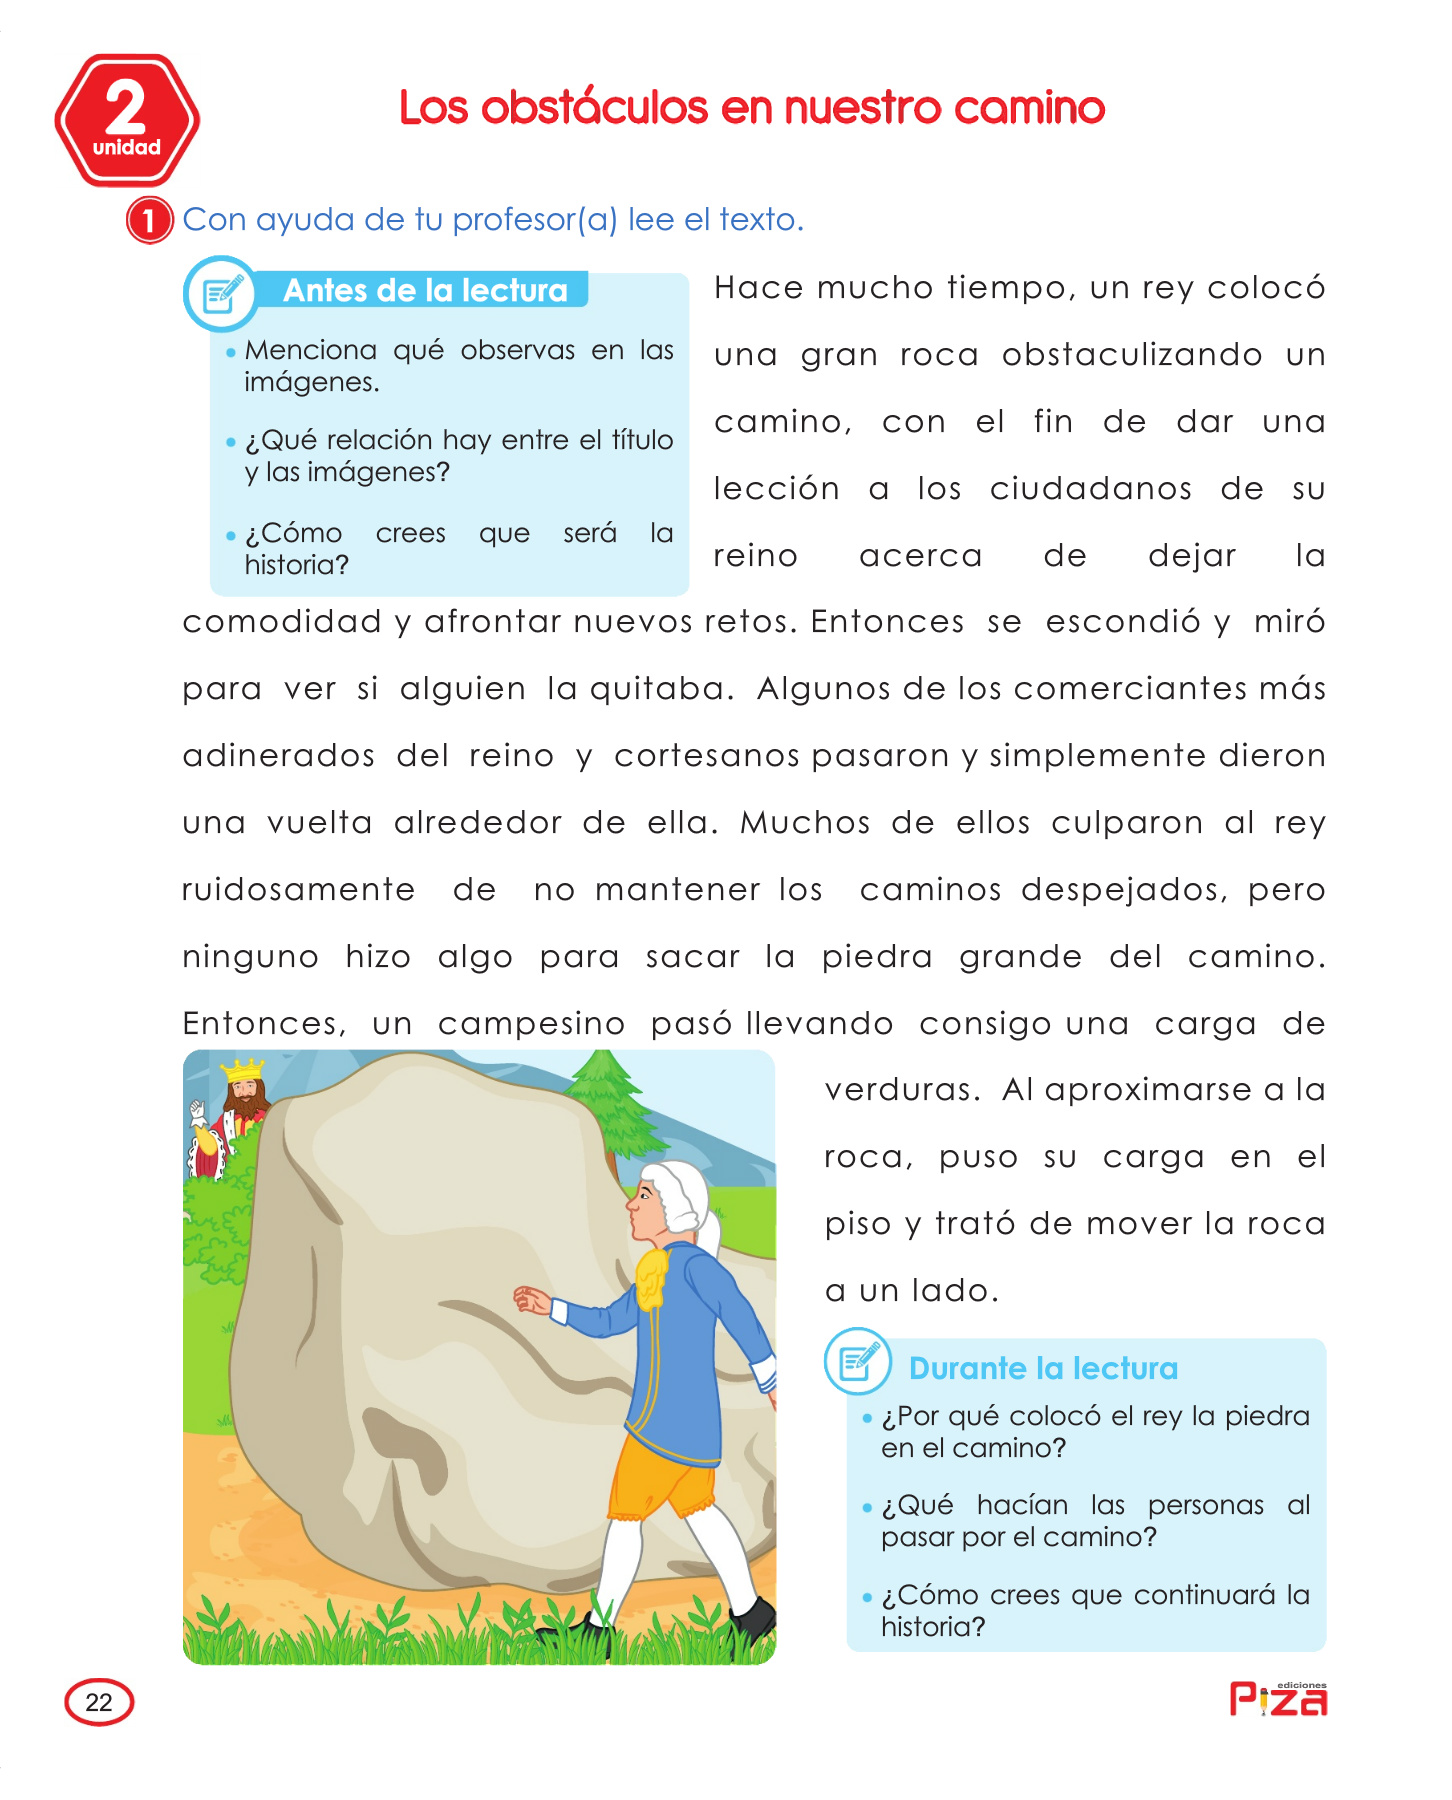 2
unidad
Los obstáculos en nuestro camino
1 Con ayuda de tu profesor(a) lee el texto.
Antes de la lectura
• Menciona qué observas en las
imágenes.
• ¿Qué relación hay entre el título
y las imágenes?
• ¿Cómo crees que será la
historia?
Hace mucho tiempo, un rey colocó
una gran roca obstaculizando un
camino, con el fin de dar una
lección a los ciudadanos de su
reino acerca de dejar la
comodidad y afrontar nuevos retos. Entonces se escondió y miró
para ver si alguien la quitaba. Algunos de los comerciantes más
adinerados del reino y cortesanos pasaron y simplemente dieron
una vuelta alrededor de ella. Muchos de ellos culparon al rey
ruidosamente de no mantener los caminos despejados, pero
ninguno hizo algo para sacar la piedra grande del camino.
Entonces, un campesino pasó llevando consigo una carga de
verduras. Al aproximarse a la
roca, puso su carga en el
piso y trató de mover la roca
a un lado.
Durante la lectura
• ¿Por qué colocó el rey la piedra
en el camino?
• ¿Qué hacían las personas al
pasar por el camino?
• ¿Cómo crees que continuará la
historia?
22
ediciones
Piza